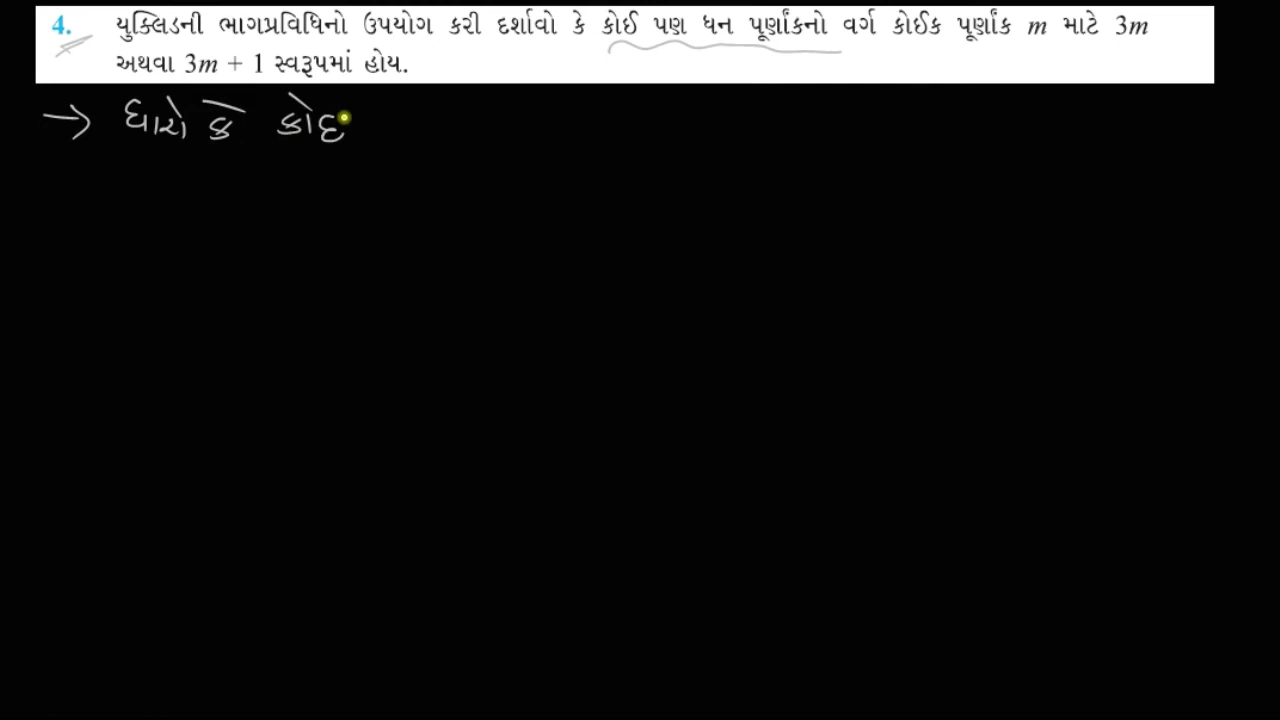 4. યુક્લિડની ભાગપ્રવિધિનો ઉપયોગ કરી દર્શાવો કે કોઈ પણ ધન પૂર્ણાંકનો વર્ગ કોઈક પૂર્ણાંક m માટે 3m
અથવા 3m + 1 સ્વરૂપમાં હોય.
→ ધારો કે